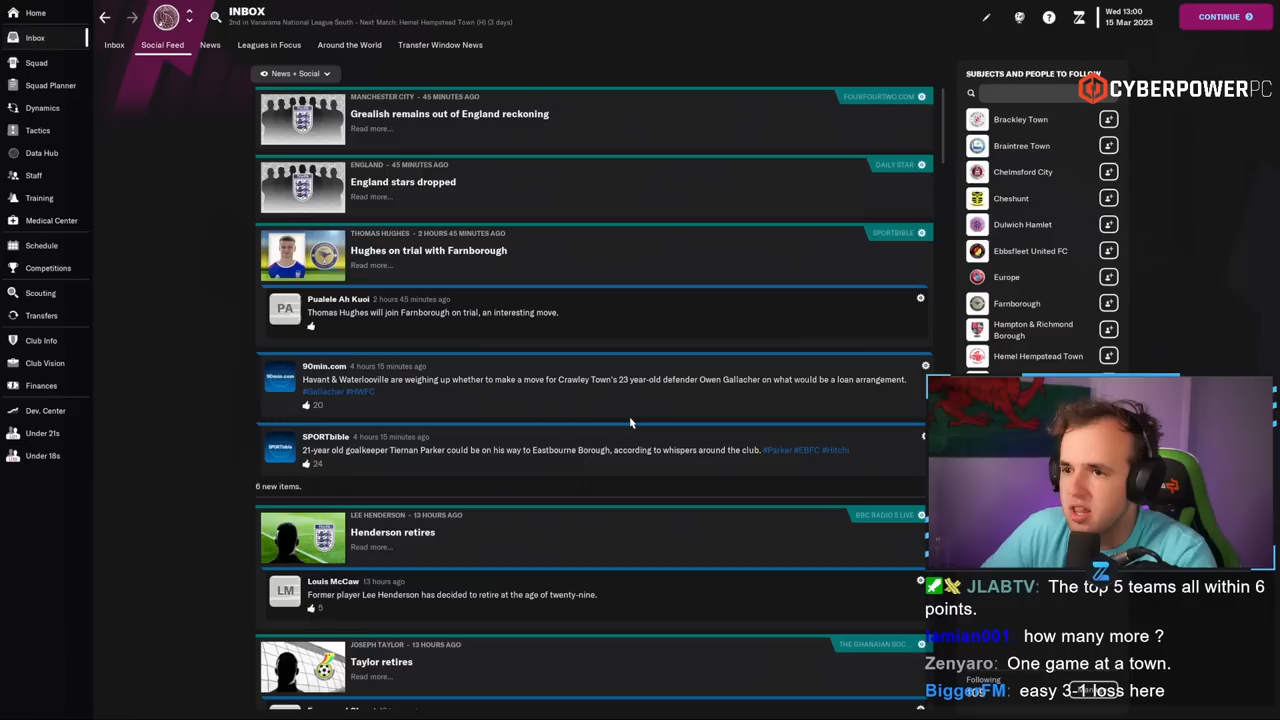 Home
Inbox
Squad
Squad Planner
Dynamics
Tactics
Data Hub
Staff
Training
Medical Center
Schedule
Competitions
Scouting
Transfers
Club Info
Club Vision
Finances
Dev. Center
Under 21s
Under 18s
INBOX
2nd in Vanarama National League South - Next Match: Hemel Hempstead Town (H) (3 days)
Wed 13:00
15 Mar 2023
CONTINUE
Inbox
Social Feed
News
Leagues in Focus
Around the World
Transfer Window News
News + Social
MANCHESTER CITY - 45 MINUTES AGO
FOURFOURTWO.COM
Grealish remains out of England reckoning
Read more...
ENGLAND - 45 MINUTES AGO
DAILY STAR
England stars dropped
Read more...
THOMAS HUGHES - 2 HOURS 45 MINUTES AGO
SPORTBIBLE
Hughes on trial with Farnborough
Read more...
PA
Pualele Ah Kuoi 2 hours 45 minutes ago
Thomas Hughes will join Farnborough on trial, an interesting move.
90min.com
90min.com 4 hours 15 minutes ago
Havant & Waterlooville are weighing up whether to make a move for Crawley Town's 23 year-old defender Owen Gallacher on what would be a loan arrangement.
#Gallacher #HWFC
20
SPORTbible
SPORTbible 4 hours 15 minutes ago
21-year old goalkeeper Tiernan Parker could be on his way to Eastbourne Borough, according to whispers around the club. #Parker #EBFC #Hitchi
24
6 new items.
LEE HENDERSON - 13 HOURS AGO
BBC RADIO 5 LIVE
Henderson retires
Read more...
LM
Louis McCaw 13 hours ago
Former player Lee Henderson has decided to retire at the age of twenty-nine.
5
JOSEPH TAYLOR - 13 HOURS AGO
THE GHANAIAN SOC...
Taylor retires
Read more...
SUBJECTS AND PEOPLE TO FOLLOW
CYBERPOWERPC
Brackley Town
Braintree Town
Chelmsford City
Cheshunt
Dulwich Hamlet
Ebbsfleet United FC
Europe
Farnborough
Hampton & Richmond
Borough
Hemel Hempstead Town
JLABTV: The top 5 teams all within 6
points.
iamian001: how many more ?
Zenyaro: One game at a town.
Following
BiggerFM: easy 3-1 loss here